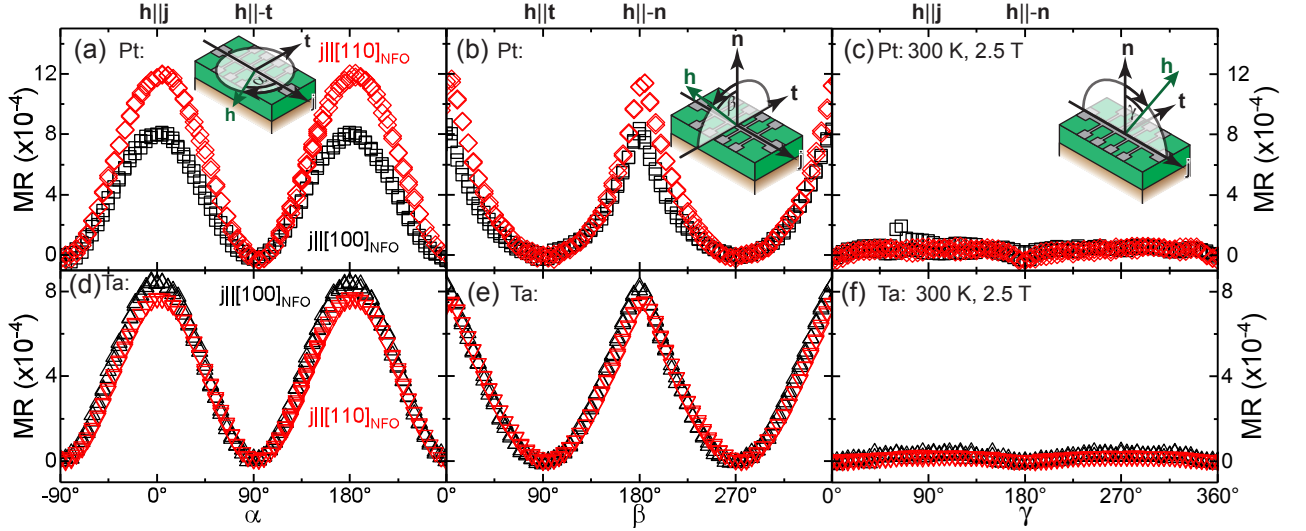 h||j h||-t h||t h||-n h||j h||-n
(a) Pt: j||[110]NFO
(b) Pt:
(c) Pt: 300 K, 2.5 T
t
α
h
j
n
h
β
t
j
n
h
γ
t
j
MR (x10-4)
12
8
4
0
j||[100]NFO
12
8
4
0
MR (x10-4)
(d) Ta: j||[100]NFO
(e) Ta:
(f) Ta: 300 K, 2.5 T
MR (x10-4)
8
4
0
j||[110]NFO
8
4
0
MR (x10-4)
-90° 0° 90° 180° 0° 90° 180° 270° 0° 90° 180° 270° 360°
α β γ